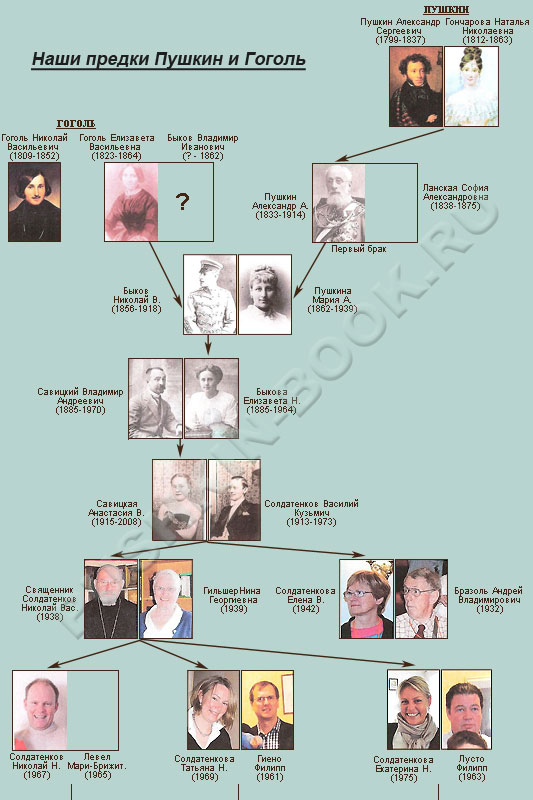 ПУШКИН
Пушкин Александр Гончарова Наталья
Сергеевич Николаевна
(1799-1837) (1812-1863)
Наши предки Пушкин и Гоголь
ГОГОЛЬ
Гоголь Николай Гоголь Елизавета Быков Владимир
Васильевич Васильевна Иванович
(1809-1852) (1823-1864) (? - 1862)
?
Пушкин
Александр А.
(1833-1914)
Ланская София
Александровна
(1838-1875)
Первый брак
Быков
Николай В.
(1856-1918)
Пушкина
Мария А.
(1862-1939)
Савицкий Владимир
Андреевич
(1885-1970)
Быкова
Елизавета Н.
(1885-1964)
Савицкая
Анастасия В.
(1915-2008)
Солдатенков Василий
Кузьмич
(1913-1973)
Священник
Солдатенков
Николай Вас.
(1938)
Гильшер Нина
Георгиевна
(1939)
Солдатенкова
Елена В.
(1942)
Бразоль Андрей
Владимирович
(1932)
Солдатенков
Николай Н.
(1967)
Левел
Мари-Брижит.
(1965)
Солдатенкова
Татьяна Н.
(1969)
Гиено
Филипп
(1961)
Солдатенкова
Екатерина Н.
(1975)
Лусто
Филипп
(1963)